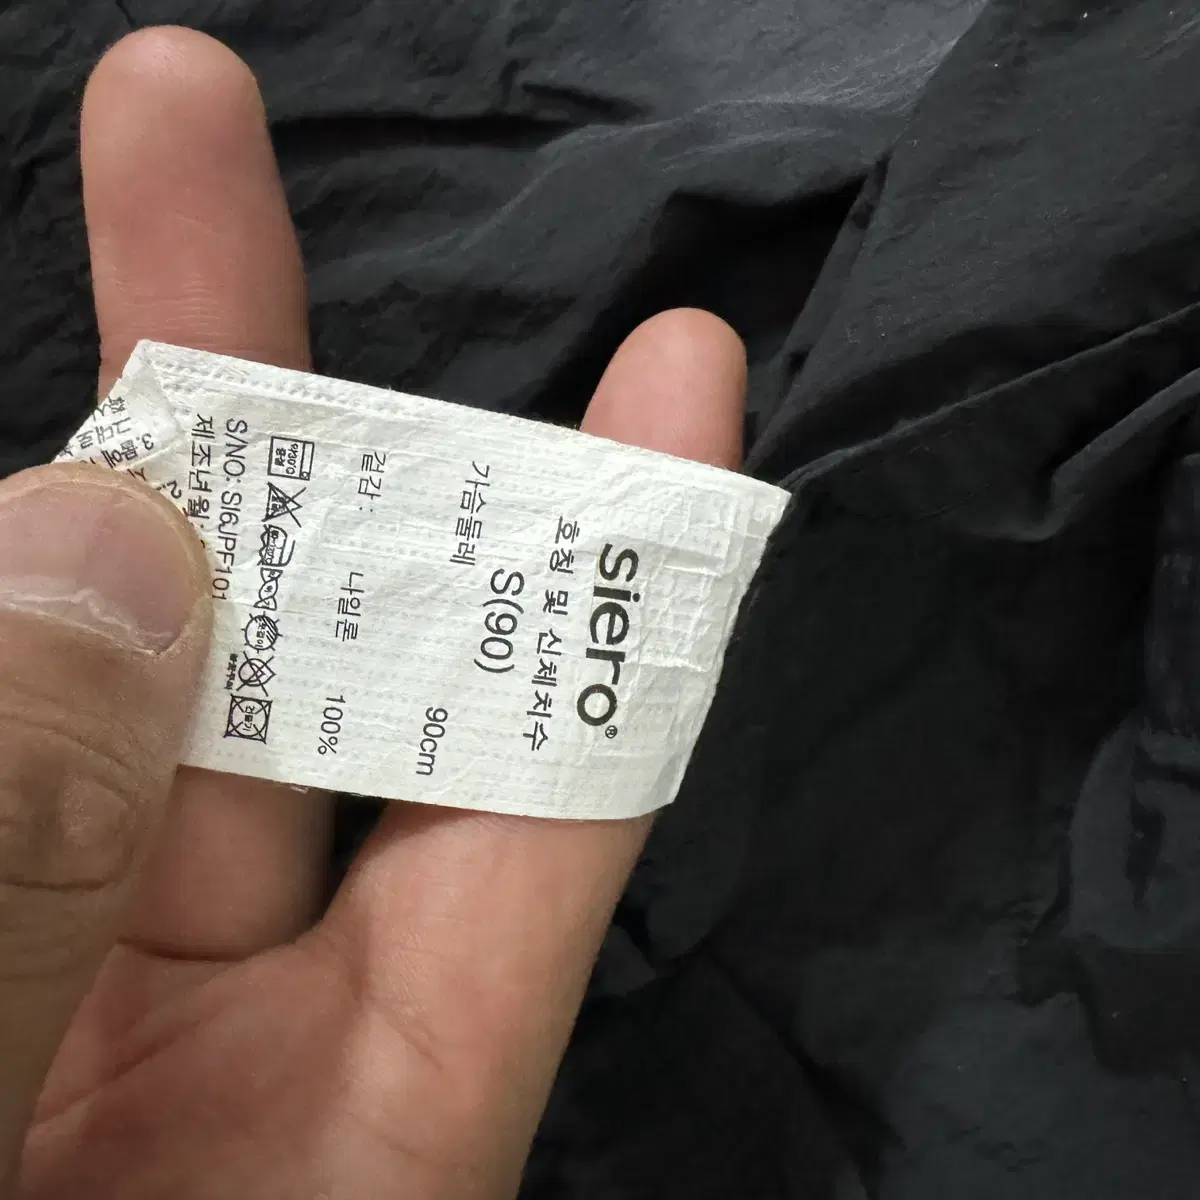 siero®
호칭 및 신체치수
S(90)
가슴둘레 90cm
겉감: 나일론 100%
S/NO: SI6JPF101
제조년월: